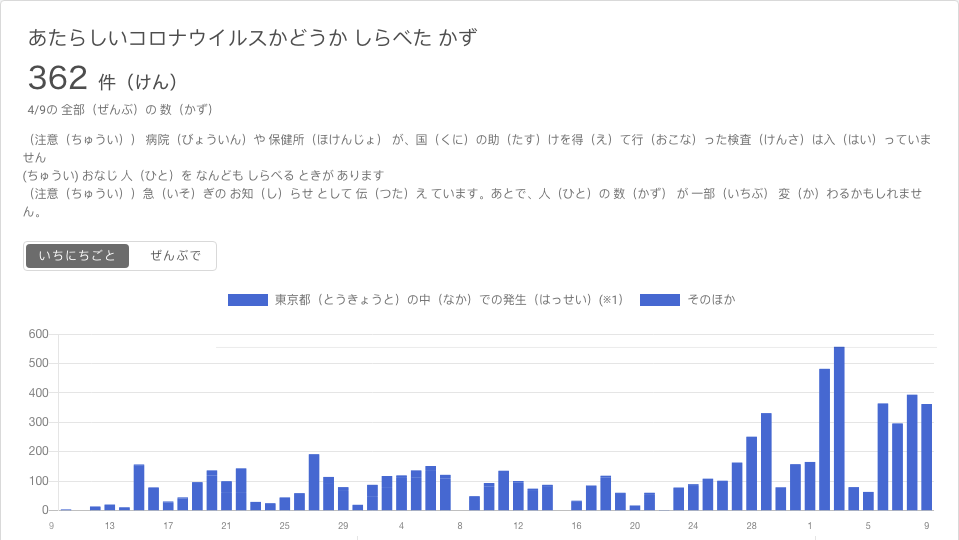 あたらしいコロナウイルスかどうか しらべた かず
362 件（けん）
4/9の 全部（ぜんぶ）の 数（かず）
（注意（ちゅうい）） 病院（びょういん）や 保健所（ほけんじょ） が、国（くに）の助（たす）けを得（え）て行（おこな）った検査（けんさ）は入（はい）っていま
せん
(ちゅうい) おなじ 人（ひと）を なんども しらべる ときが あります
（注意（ちゅうい））急（いそ）ぎの お知（し）らせ として 伝（つた）え ています。あとで、人（ひと）の 数（かず） が 一部（いちぶ） 変（か）わるかもしれませ
ん。
いちにちごと ぜんぶで
東京都（とうきょうと）の中（なか）での発生（はっせい）(※1) そのほか
600
500
400
300
200
100
0
9 13 17 21 25 29 4 8 12 16 20 24 28 1 5 9